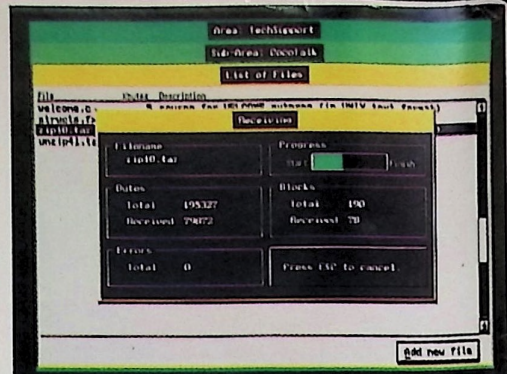 Area: TechSupport
Sub-Area: CocoTalk
List of Files
File Bytes Description
welcome.c
zip10.tar
Receiving
Filename
zip10.tar
Progress
Start Finish
Bytes
Total 195327
Received 79872
Blocks
Total 190
Received 78
Errors
Total 0
Press ESC to cancel.
Add new file